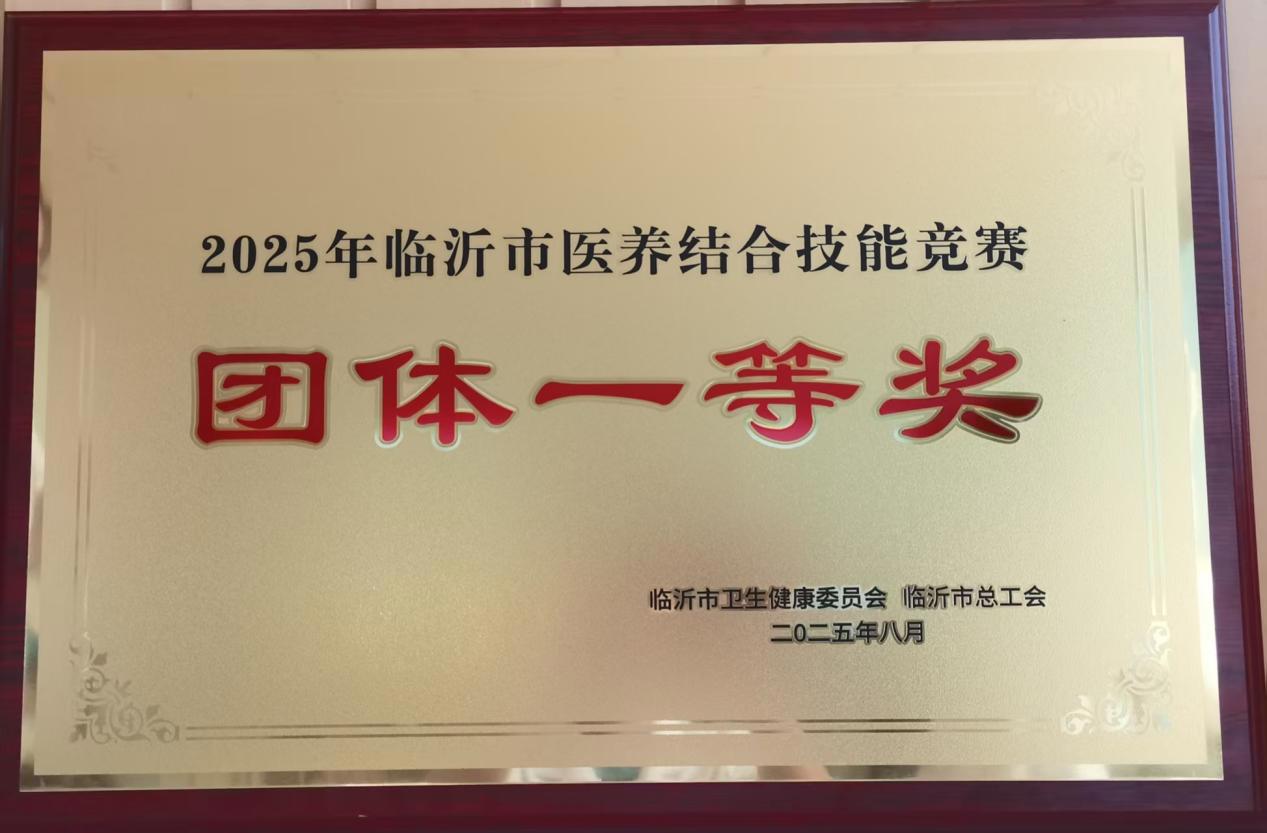 2025年临沂市医养结合技能竞赛
团体一等奖
临沂市卫生健康委员会 临沂市总工会
二0二五年八月